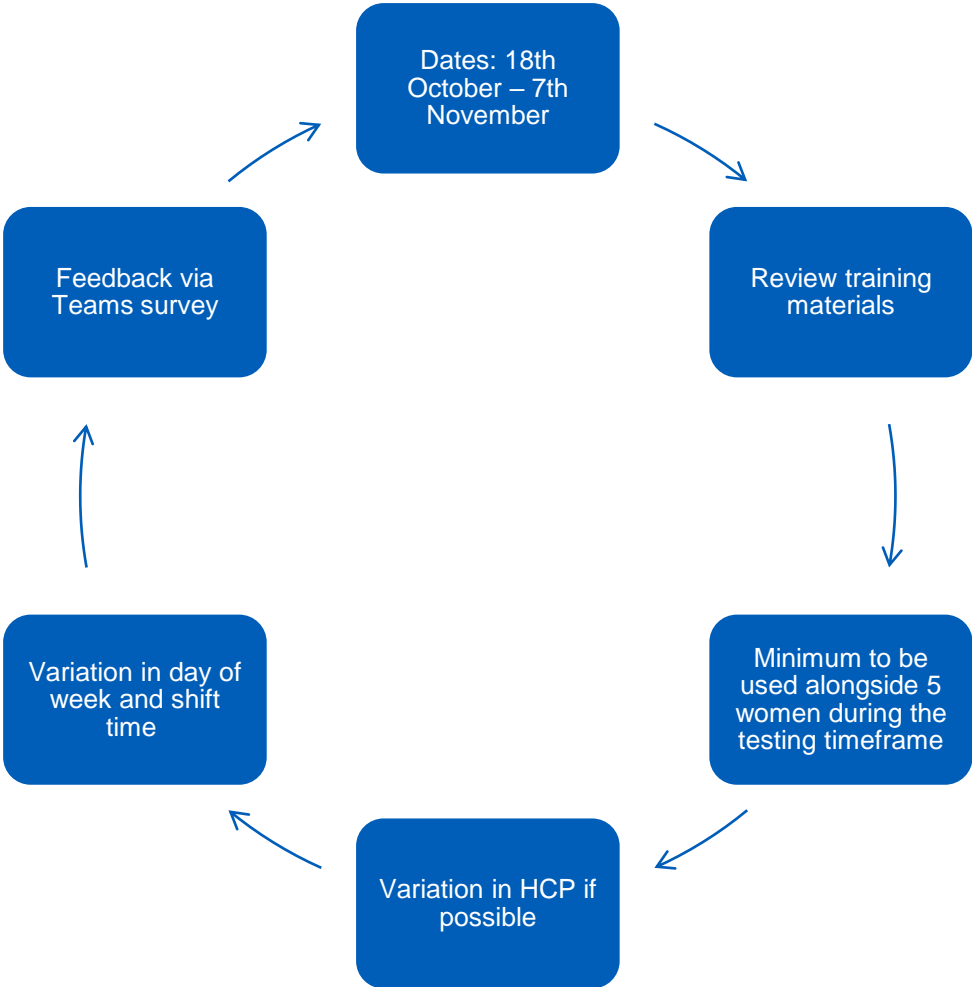 Dates: 18th
October – 7th
November
Review training
materials
Minimum to be
used alongside 5
women during the
testing timeframe
Variation in HCP if
possible
Variation in day of
week and shift
time
Feedback via
Teams survey